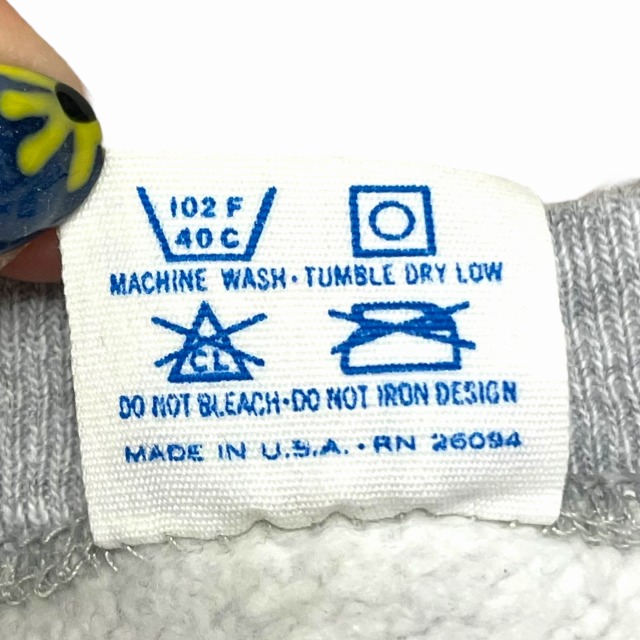 102 F
40 C
MACHINE WASH • TUMBLE DRY LOW
CL
DO NOT BLEACH • DO NOT IRON DESIGN
MADE IN U.S.A. • RN 26094